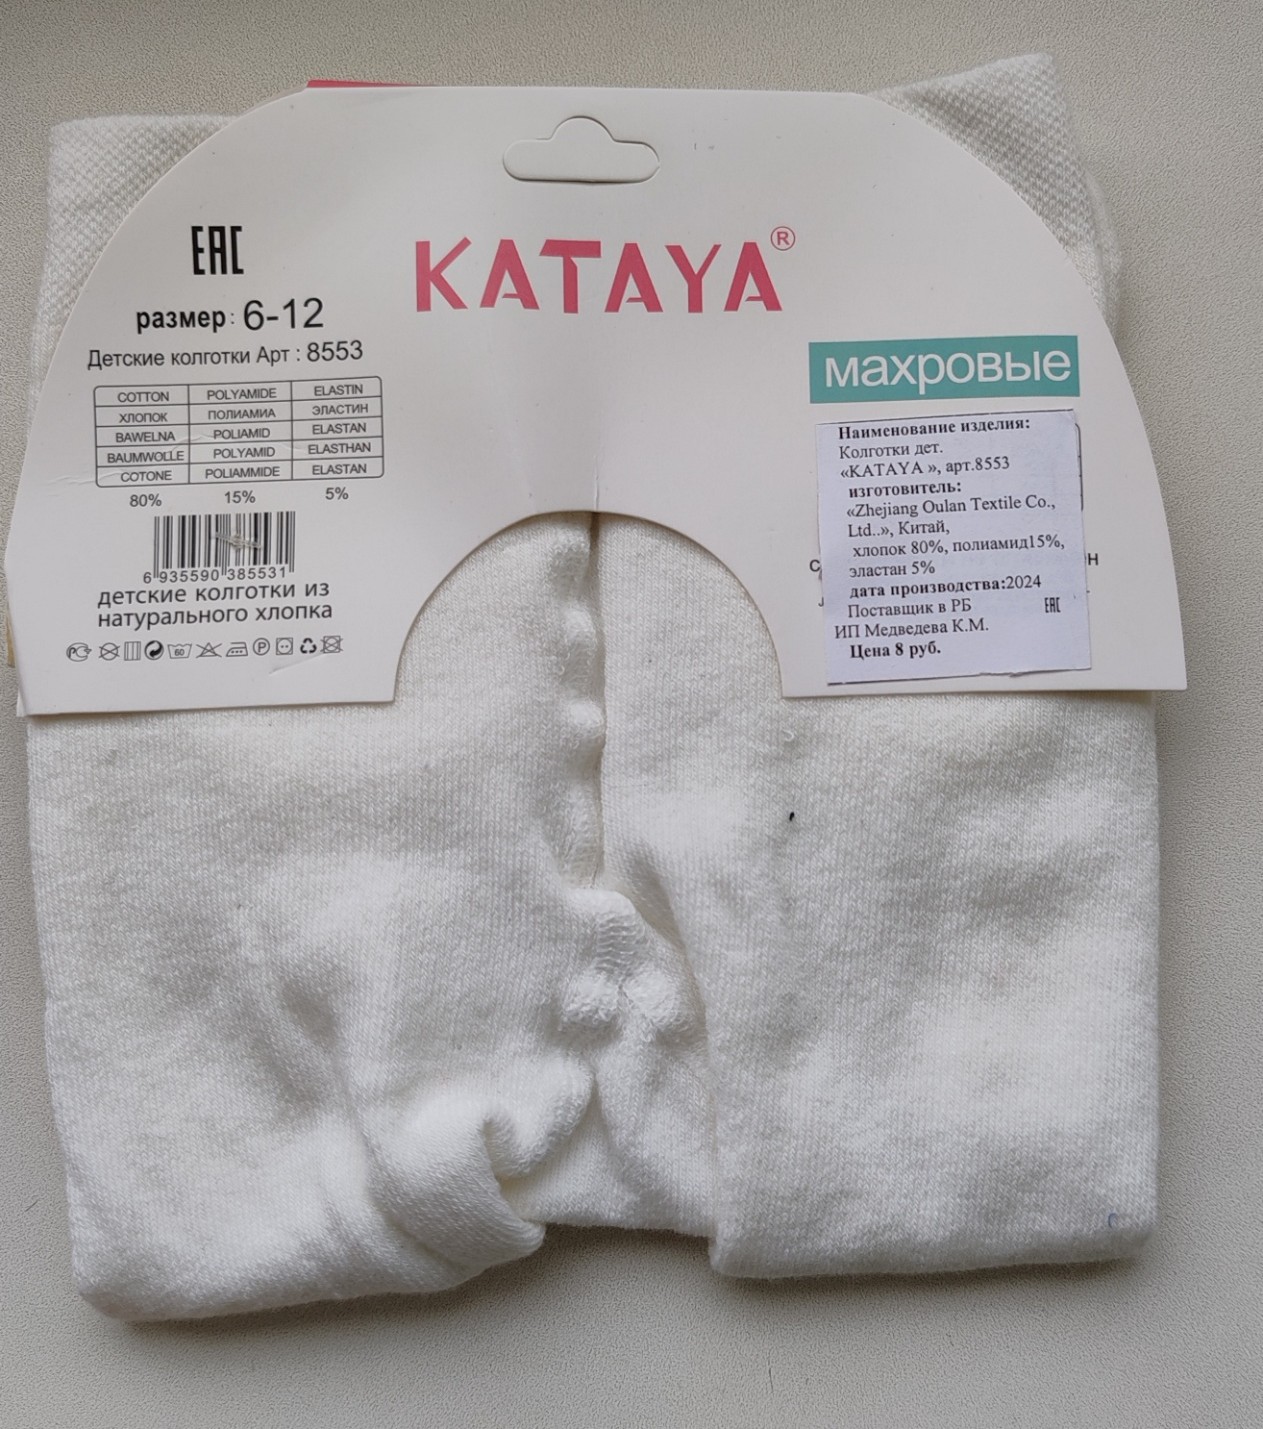 EAC
KATAYA®
размер: 6-12
Детские колготки Арт : 8553
COTTON POLYAMIDE ELASTIN
ХЛОПОК ПОЛИАМИА ЭЛАСТИН
BAWELNA POLIAMID ELASTAN
BAUMWOLLE POLYAMID ELASTHAN
COTONE POLIAMMIDE ELASTAN
80% 15% 5%
6 935590 385531
детские колготки из
натурального хлопка
60
махровые
Наименование изделия:
Колготки дет.
«KATAYA », арт.8553
изготовитель:
«Zhejiang Oulan Textile Co.,
Ltd..», Китай,
хлопок 80%, полиамид15%,
эластан 5%
дата производства:2024
Поставщик в РБ EAC
ИП Медведева К.М.
Цена 8 руб.